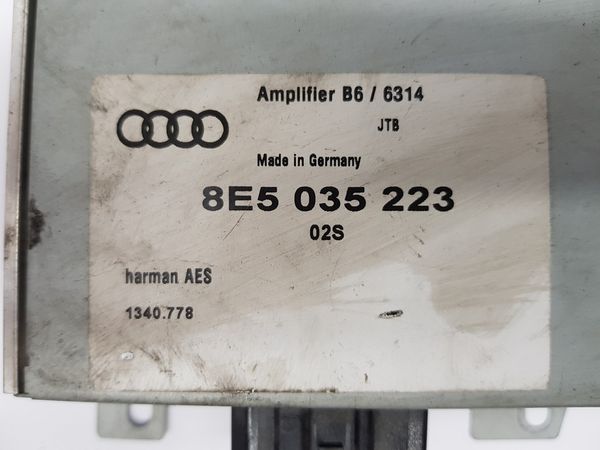 Amplifier B6 / 6314
JTB
Made in Germany
8E5 035 223
02S
harman AES
1340.778